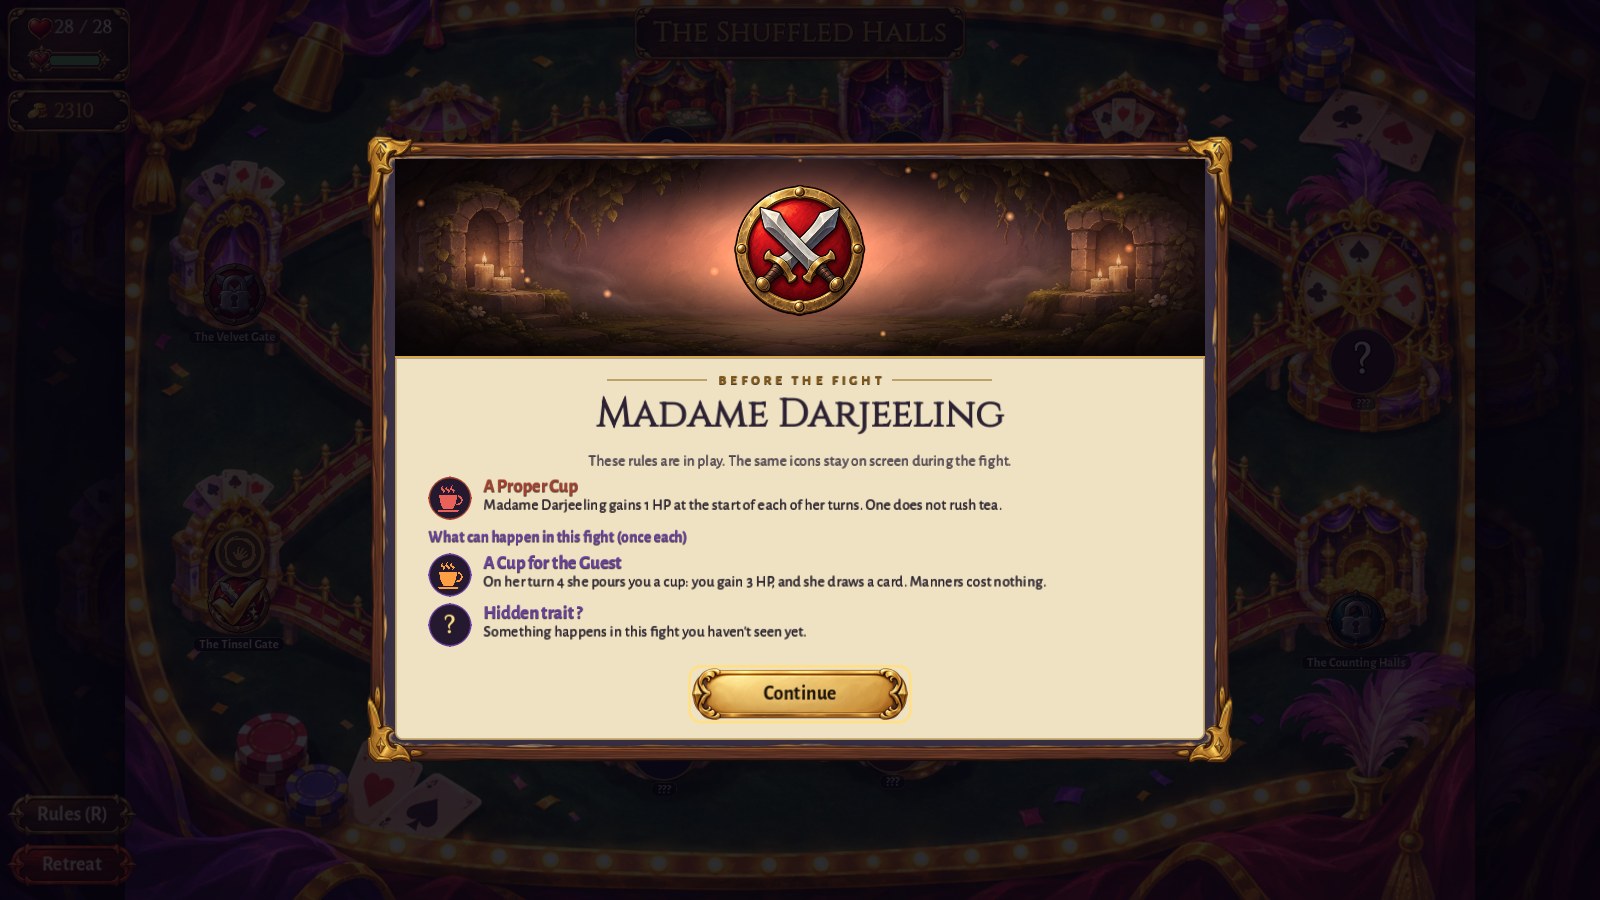 28 / 28
THE SHUFFLED HALLS
2310
BEFORE THE FIGHT
MADAME DARJEELING
These rules are in play. The same icons stay on screen during the fight.
A Proper Cup
Madame Darjeeling gains 1 HP at the start of each of her turns. One does not rush tea.
What can happen in this fight (once each)
A Cup for the Guest
On her turn 4 she pours you a cup: you gain 3 HP, and she draws a card. Manners cost nothing.
?
Hidden trait ?
Something happens in this fight you haven't seen yet.
Continue
The Velvet Gate
The Tinsel Gate
?
???
The Counting Halls
???
???
Rules (R)
Retreat